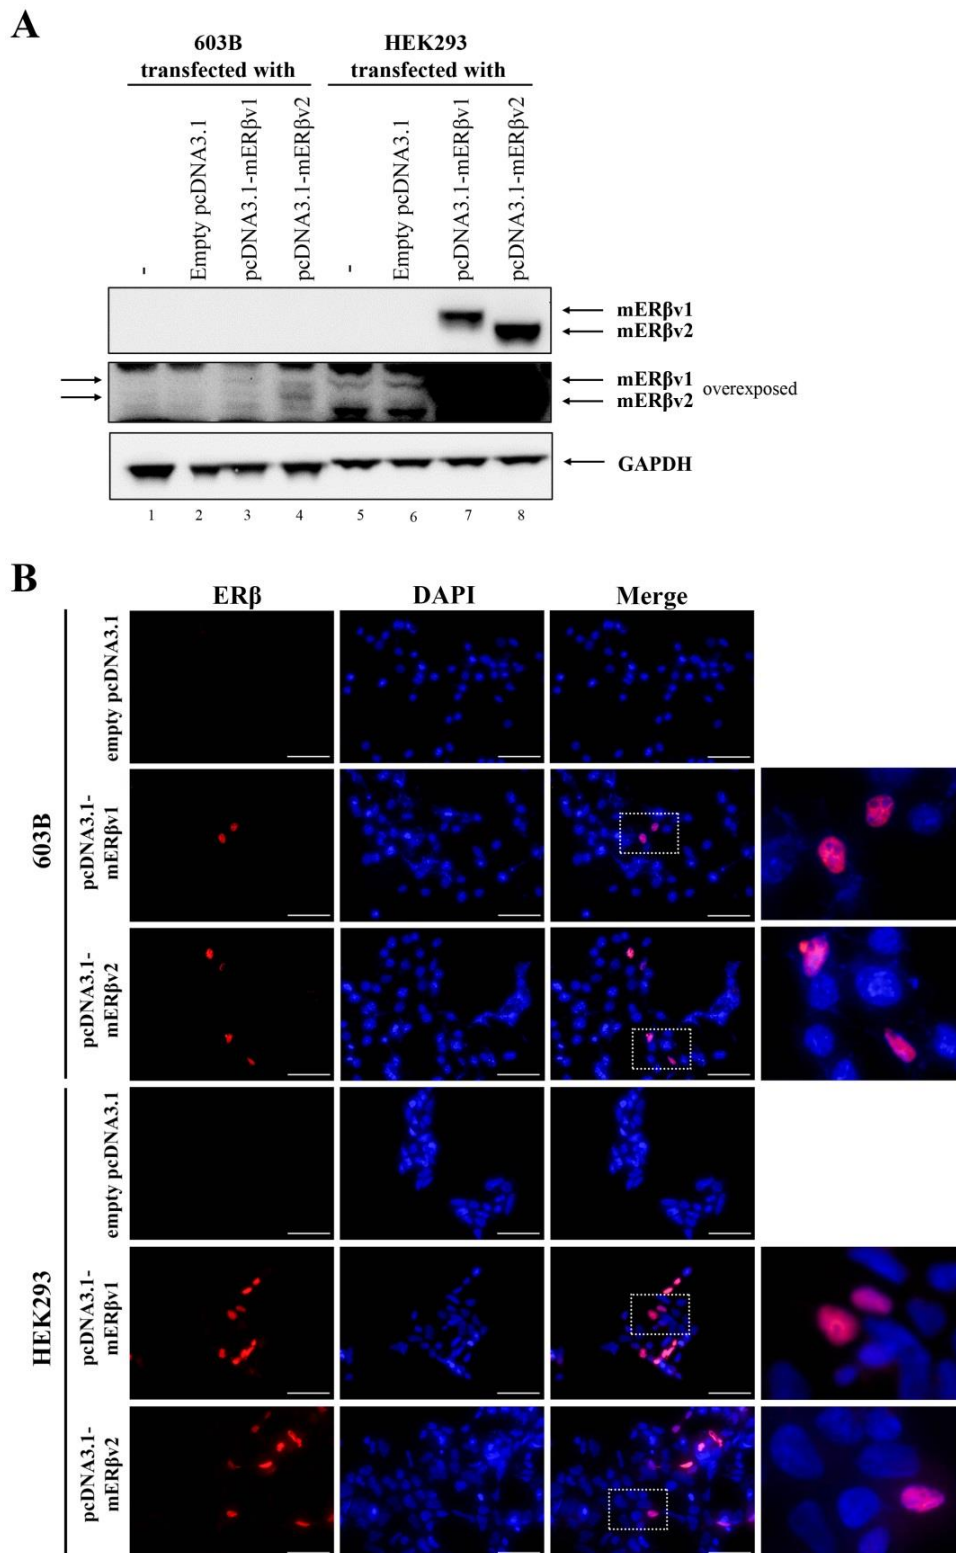 A
603B
transfected with
HEK293
transfected with
-
Empty pcDNA3.1
pcDNA3.1-mERβv1
pcDNA3.1-mERβv2
-
Empty pcDNA3.1
pcDNA3.1-mERβv1
pcDNA3.1-mERβv2
mERβv1
mERβv2
mERβv1
mERβv2
overexposed
GAPDH
1 2 3 4 5 6 7 8
B
ERβ DAPI Merge
603B
empty pcDNA3.1
pcDNA3.1-
mERβv1
pcDNA3.1-
mERβv2
HEK293
empty pcDNA3.1
pcDNA3.1-
mERβv1
pcDNA3.1-
mERβv2